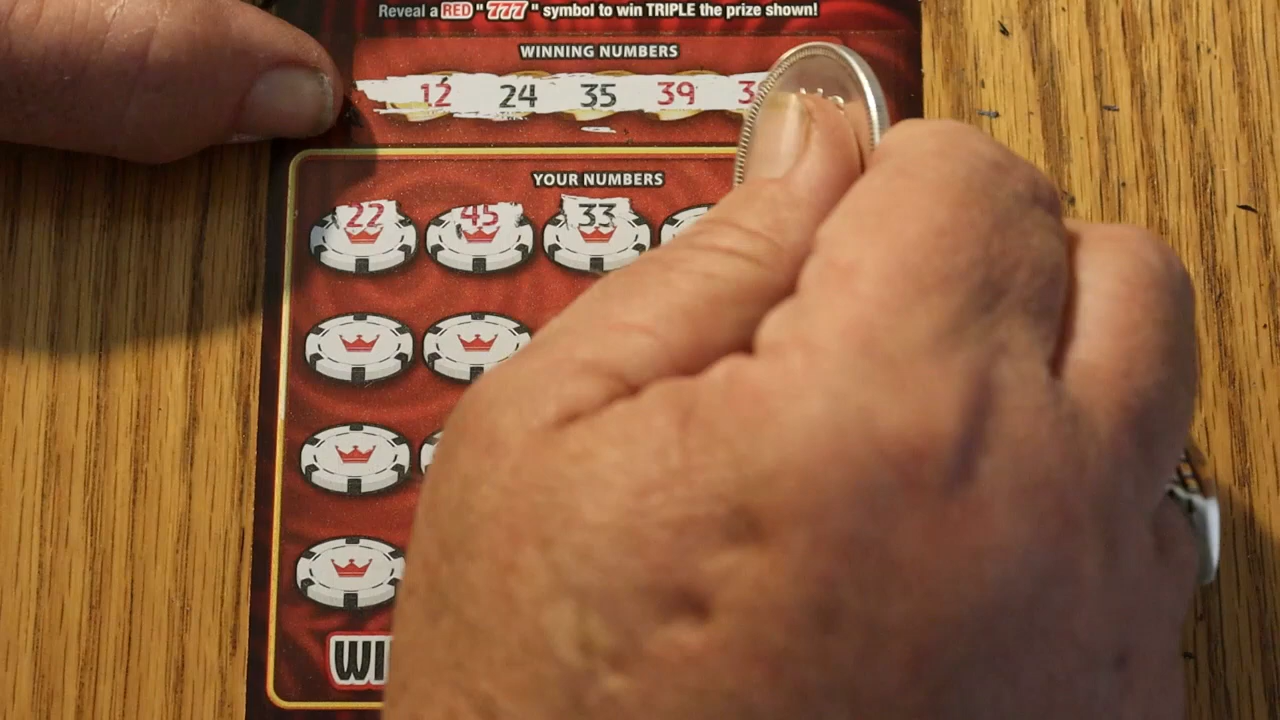 Reveal a RED "777" symbol to win TRIPLE the prize shown!
WINNING NUMBERS
12 24 35 39
YOUR NUMBERS
22 45 33